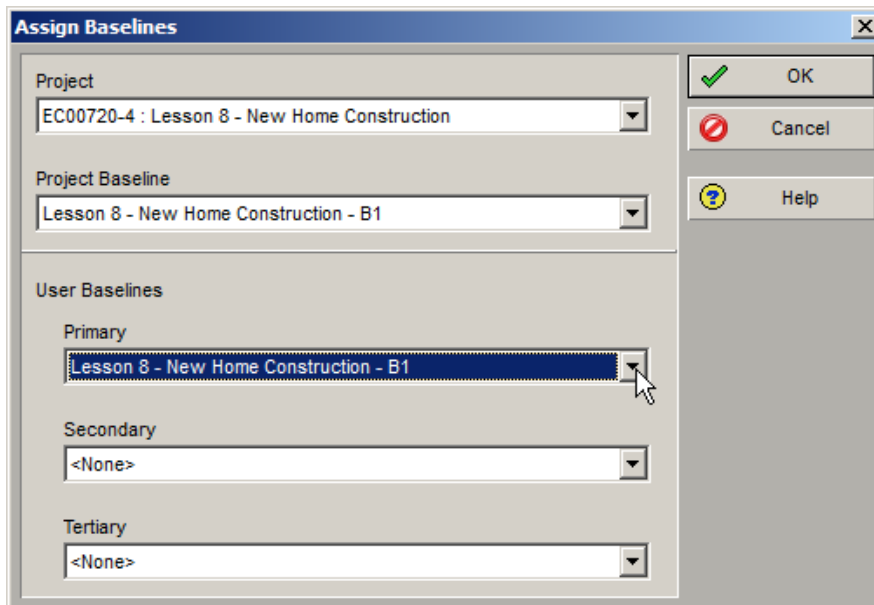 Assign Baselines
Project
EC00720-4 : Lesson 8 - New Home Construction
Project Baseline
Lesson 8 - New Home Construction - B1
User Baselines
Primary
Lesson 8 - New Home Construction - B1
Secondary
<None>
Tertiary
<None>
OK
Cancel
Help